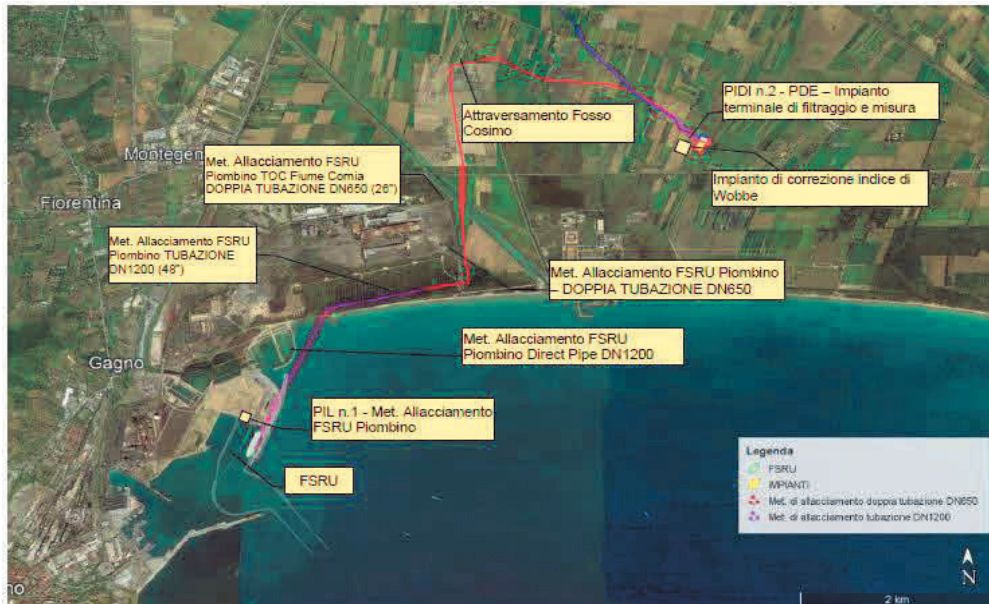 PIDI n.2 - PDE – Impianto
terminale di filtraggio e misura
Attraversamento Fosso
Cosimo
Montegem
Met. Allacciamento FSRU
Piombino TOC Fiume Cornia
DOPPIA TUBAZIONE DN650 (26")
Impianto di correzione indice di
Wobbe
Fiorentina
Met. Allacciamento FSRU
Piombino TUBAZIONE
DN1200 (48")
Met. Allacciamento FSRU Piombino
– DOPPIA TUBAZIONE DN650
Met. Allacciamento FSRU
Piombino Direct Pipe DN1200
Gagno
PIL n.1 - Met. Allacciamento
FSRU Piombino
FSRU
Legenda
FSRU
IMPIANTI
Met. di allacciamento doppia tubazione DN650
Met. di allacciamento tubazione DN1200
N
no
2 km